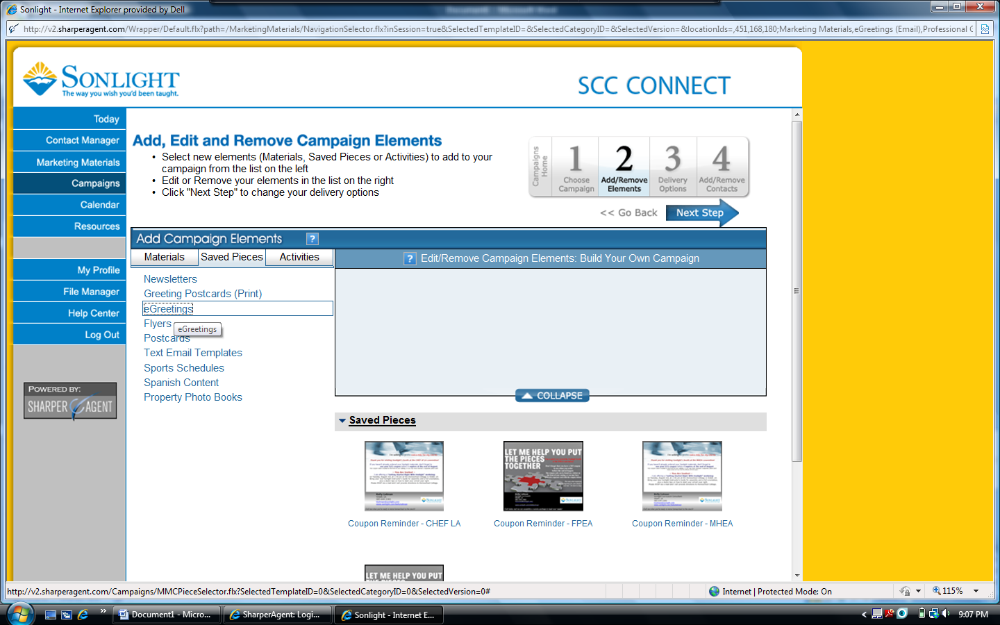 Document1 - Microsoft Word
Sonlight - Internet Explorer provided by Dell
http://v2.sharperagent.com/Wrapper/Default.flx?path=/MarketingMaterials/NavigationSelector.flx?inSession=true&SelectedTemplateID=&SelectedCategoryID=&SelectedVersion=&locationIds=,451,168,180;Marketing Materials,eGreetings (Email),Professional
SONLIGHT
The way you wish you'd been taught.
SCC CONNECT
Today
Contact Manager
Marketing Materials
Campaigns
Calendar
Resources
My Profile
File Manager
Help Center
Log Out
POWERED BY:
SHARPER AGENT
Add, Edit and Remove Campaign Elements
• Select new elements (Materials, Saved Pieces or Activities) to add to your
campaign from the list on the left
• Edit or Remove your elements in the list on the right
• Click "Next Step" to change your delivery options
Campaigns
Home
1
Choose
Campaign
2
Add/Remove
Elements
3
Delivery
Options
4
Add/Remove
Contacts
<< Go Back
Next Step
Add Campaign Elements ?
Materials
Saved Pieces
Activities
? Edit/Remove Campaign Elements: Build Your Own Campaign
Newsletters
Greeting Postcards (Print)
eGreetings
Flyers
eGreetings
Postcards
Text Email Templates
Sports Schedules
Spanish Content
Property Photo Books
COLLAPSE
Saved Pieces
LET ME HELP YOU PUT
THE PIECES
TOGETHER
SONLIGHT
SONLIGHT
SONLIGHT
Coupon Reminder - CHEF LA
Coupon Reminder - FPEA
Coupon Reminder - MHEA
LET ME HELP YOU PUT
http://v2.sharperagent.com/Campaigns/MMCPieceSelector.flx?SelectedTemplateID=0&SelectedCategoryID=0&SelectedVersion=0#
Internet | Protected Mode: On
115%
Document1 - Micro...
SharperAgent: Logi...
Sonlight - Internet E...
9:07 PM